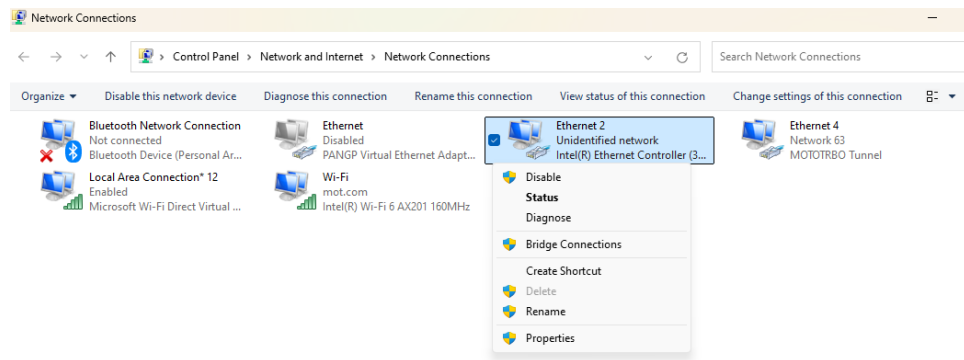 Network Connections
Control Panel > Network and Internet > Network Connections
Search Network Connections
Organize Disable this network device Diagnose this connection Rename this connection View status of this connection Change settings of this connection
Bluetooth Network Connection
Not connected
Bluetooth Device (Personal Ar...
Ethernet
Disabled
PANGP Virtual Ethernet Adapt...
Ethernet 2
Unidentified network
Intel(R) Ethernet Controller (3...
Ethernet 4
Network 63
MOTOTRBO Tunnel
Local Area Connection* 12
Enabled
Microsoft Wi-Fi Direct Virtual ...
Wi-Fi
mot.com
Intel(R) Wi-Fi 6 AX201 160MHz
Disable
Status
Diagnose
Bridge Connections
Create Shortcut
Delete
Rename
Properties